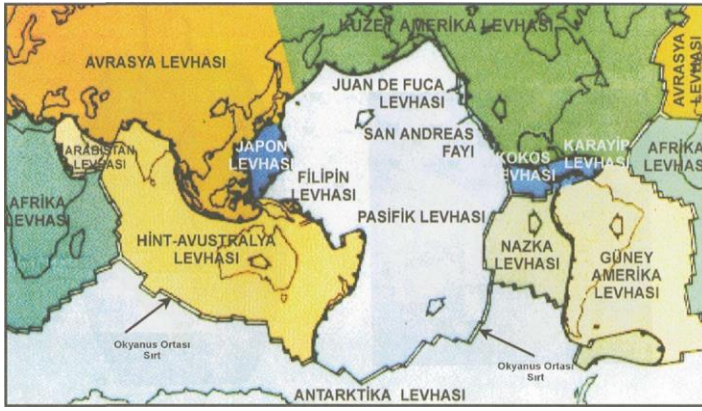 KUZEY AMERİKA LEVHASI
AVRASYA LEVHASI
AVRASYA
LEVHASI
JUAN DE FUCA
LEVHASI
SAN ANDREAS
FAYI
ARABİSTAN
LEVHASI
JAPON
LEVHASI
KOKOS
LEVHASI
KARAYİP
LEVHASI
AFRİKA
LEVHASI
FİLİPİN
LEVHASI
AFRİKA
LEVHASI
PASİFİK LEVHASI
HİNT-AVUSTRALYA
LEVHASI
NAZKA
LEVHASI
GÜNEY
AMERİKA
LEVHASI
Okyanus Ortası
Sırt
Okyanus Ortası
Sırt
ANTARKTİKA LEVHASI